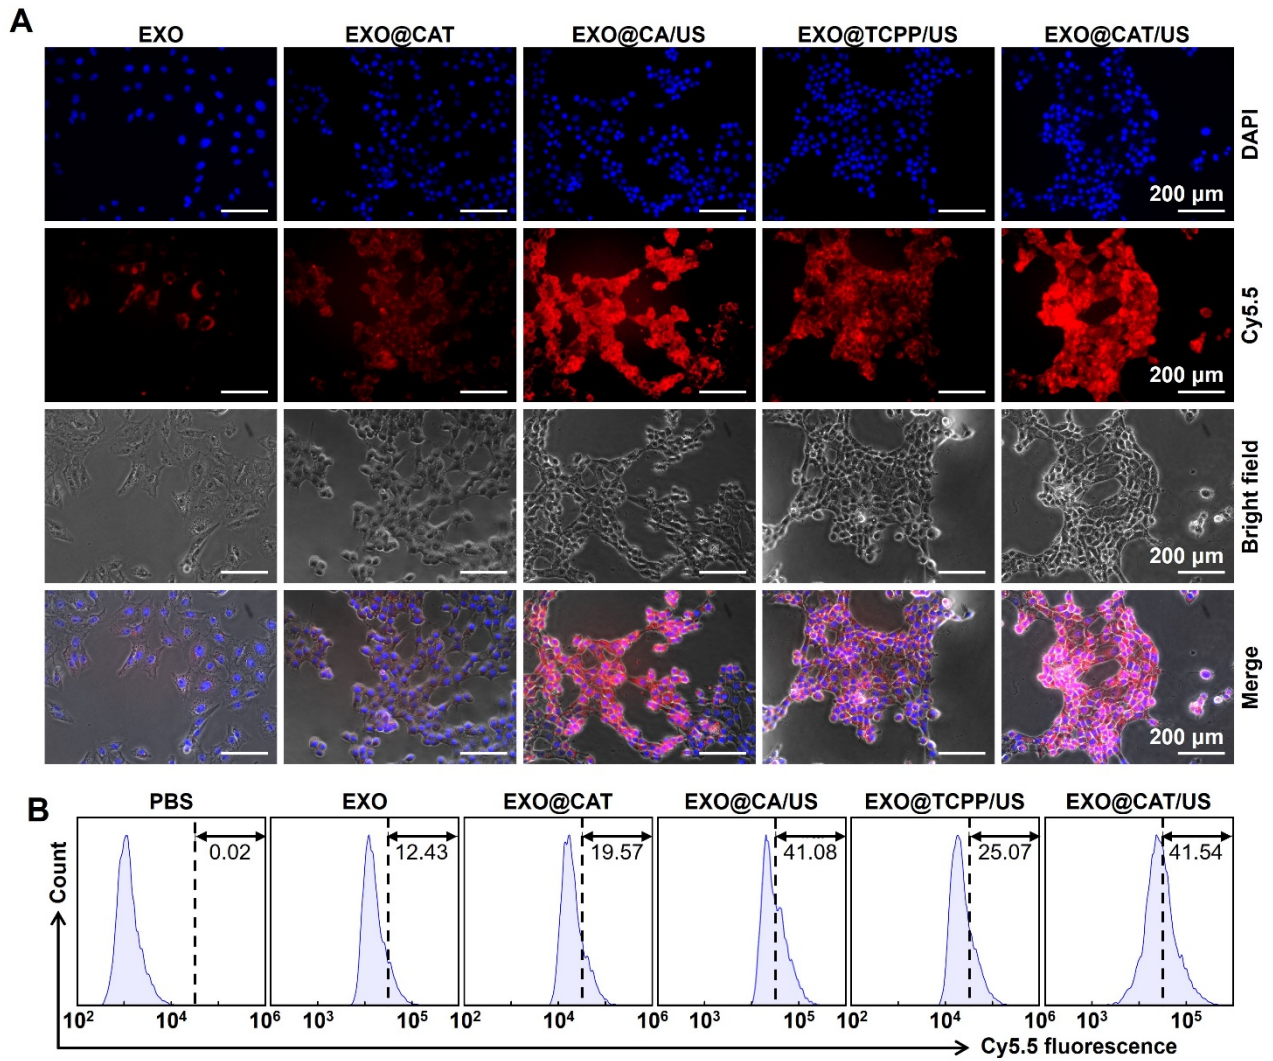 A
EXO EXO@CAT EXO@CA/US EXO@TCPP/US EXO@CAT/US
DAPI
200 µm
Cy5.5
200 µm
Bright field
200 µm
Merge
200 µm
B
PBS EXO EXO@CAT EXO@CA/US EXO@TCPP/US EXO@CAT/US
0.02 12.43 19.57 41.08 25.07 41.54
Count
10² 10⁴ 10⁶ 10³ 10⁵ 10² 10³ 10⁴ 10⁶ 10³ 10⁵ 10² 10⁴ 10⁶ 10³ 10⁵
Cy5.5 fluorescence